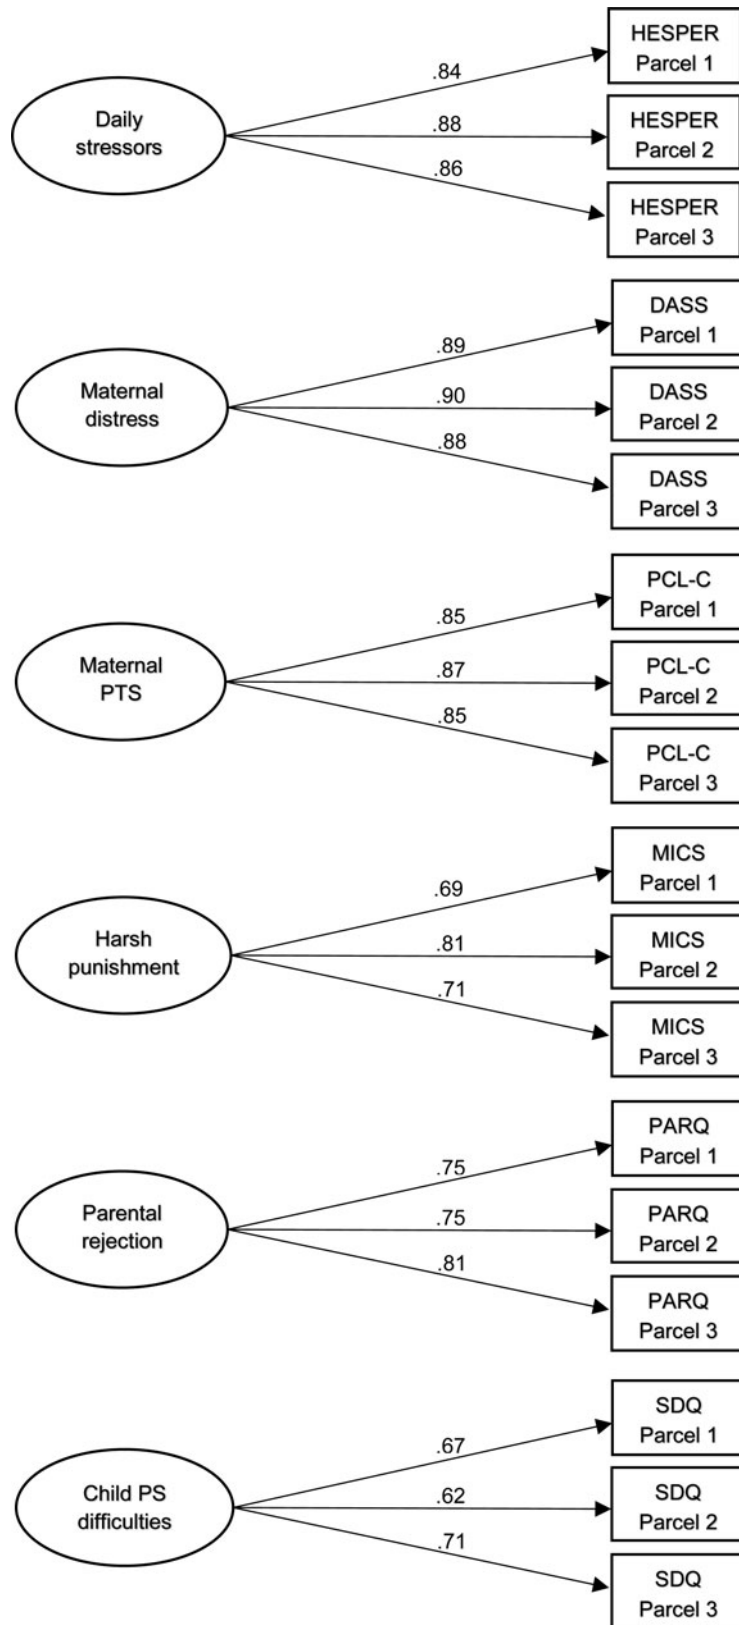 Daily
stressors
.84
.88
.86
HESPER
Parcel 1
HESPER
Parcel 2
HESPER
Parcel 3
Maternal
distress
.89
.90
.88
DASS
Parcel 1
DASS
Parcel 2
DASS
Parcel 3
Maternal
PTS
.85
.87
.85
PCL-C
Parcel 1
PCL-C
Parcel 2
PCL-C
Parcel 3
Harsh
punishment
.69
.81
.71
MICS
Parcel 1
MICS
Parcel 2
MICS
Parcel 3
Parental
rejection
.75
.75
.81
PARQ
Parcel 1
PARQ
Parcel 2
PARQ
Parcel 3
Child PS
difficulties
.67
.62
.71
SDQ
Parcel 1
SDQ
Parcel 2
SDQ
Parcel 3